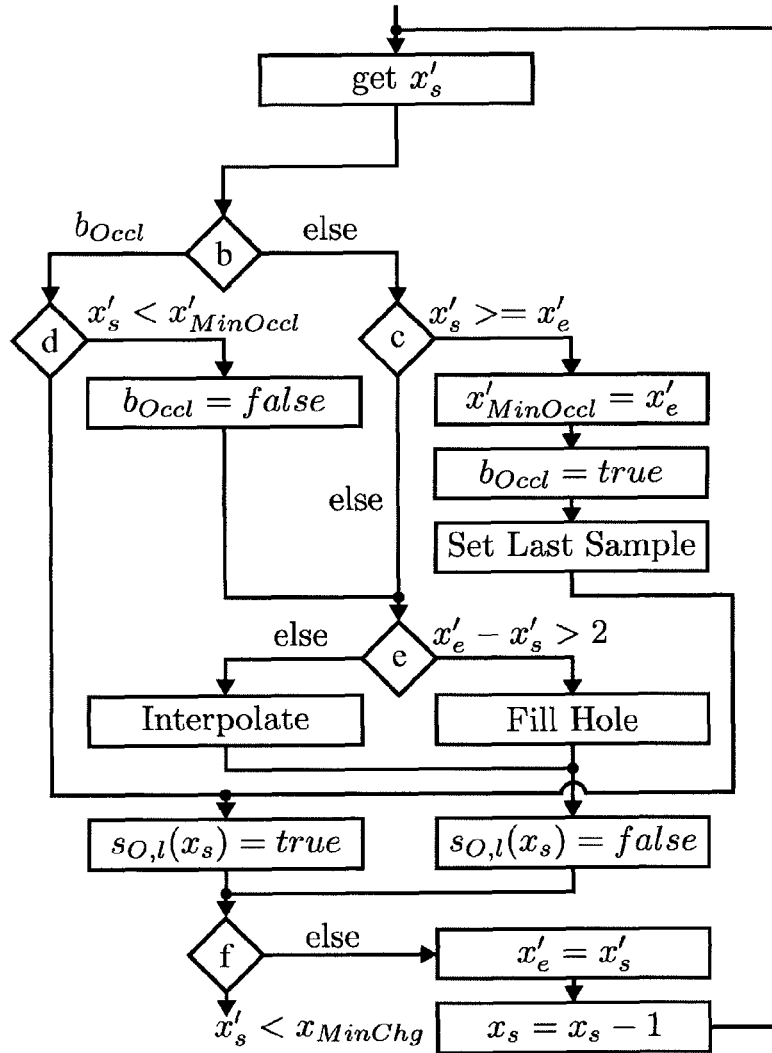 get x′_s
b_Occl
b
else
d
x′_s < x′_MinOccl
c
x′_s >= x′_e
b_Occl = false
x′_MinOccl = x′_e
else
b_Occl = true
Set Last Sample
else
e
x′_e − x′_s > 2
Interpolate
Fill Hole
s_O,l(x_s) = true
s_O,l(x_s) = false
f
else
x′_e = x′_s
x′_s < x_MinChg
x_s = x_s − 1